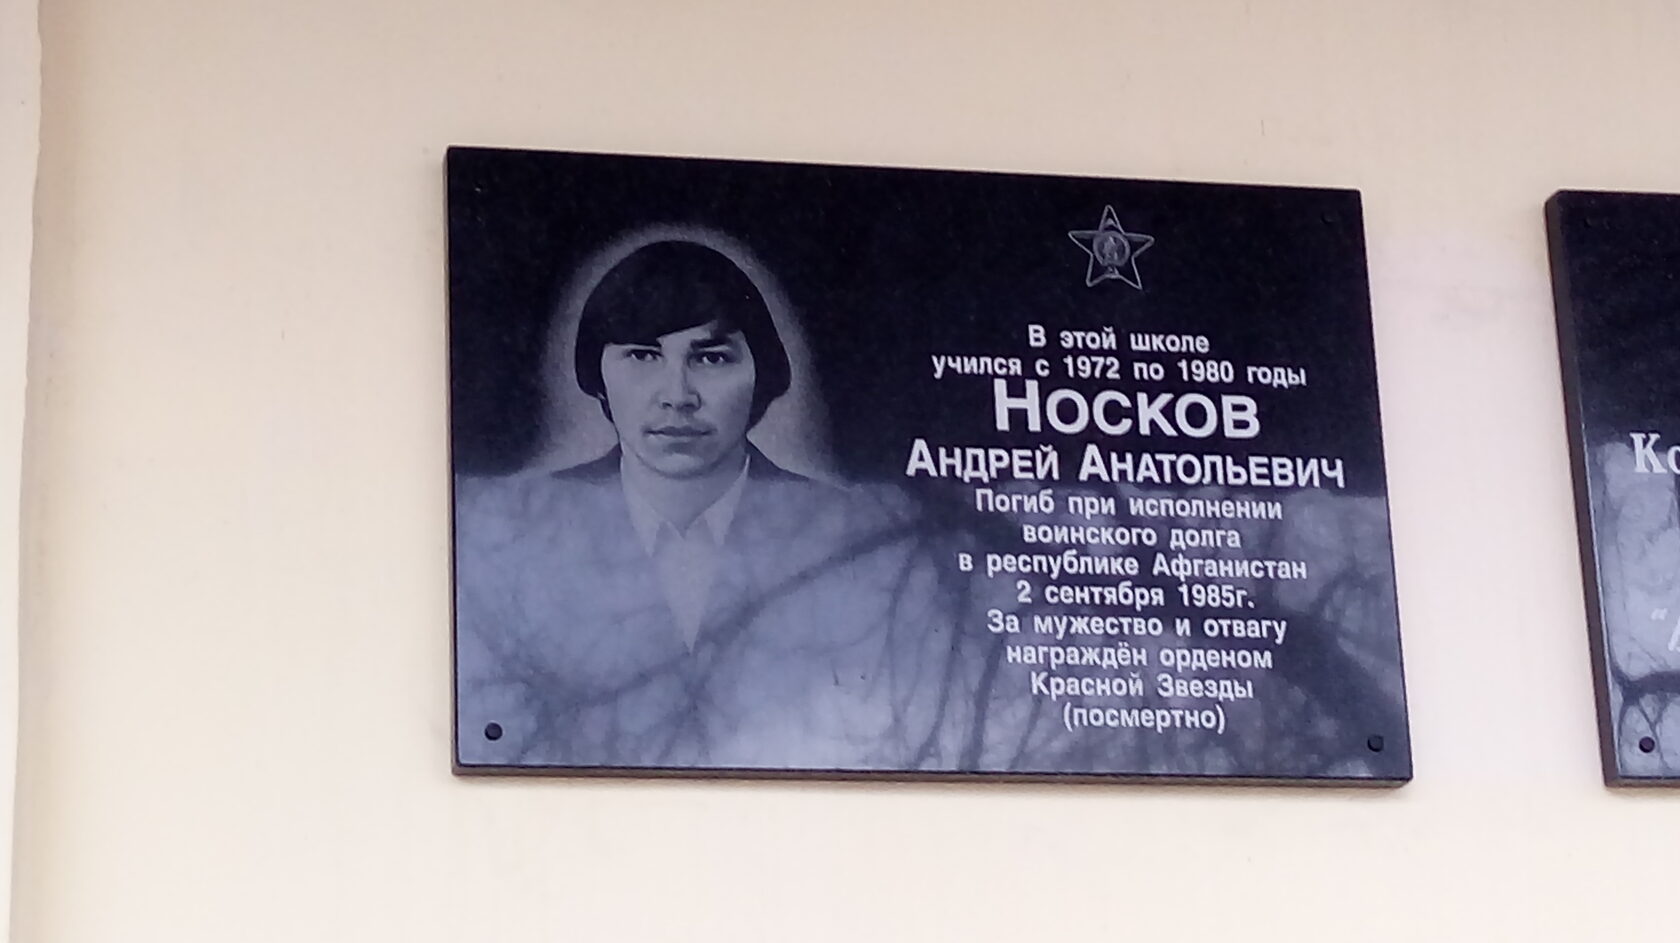 В этой школе
учился с 1972 по 1980 годы
НОСКОВ
АНДРЕЙ АНАТОЛЬЕВИЧ
Погиб при исполнении
воинского долга
в республике Афганистан
2 сентября 1985г.
За мужество и отвагу
награждён орденом
Красной Звезды
(посмертно)